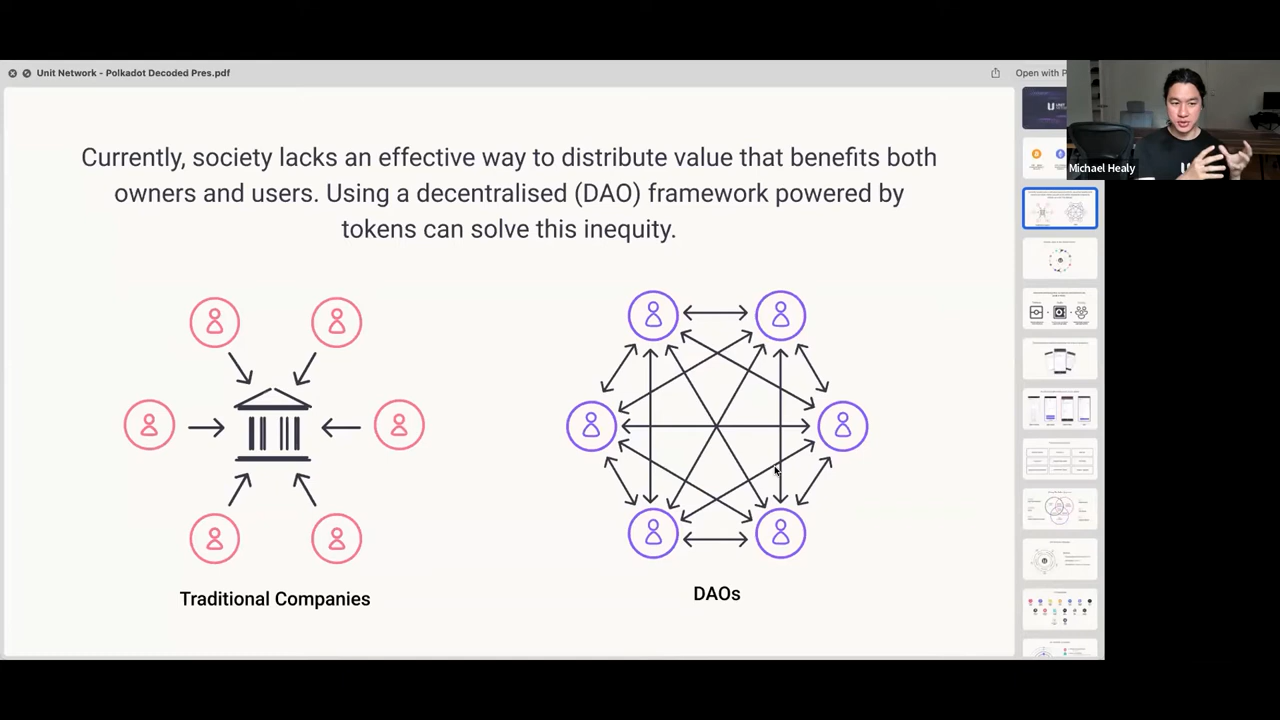 Unit Network - Polkadot Decoded Pres.pdf
Open with P
Michael Healy
Currently, society lacks an effective way to distribute value that benefits both
owners and users. Using a decentralised (DAO) framework powered by
tokens can solve this inequity.
Traditional Companies
DAOs